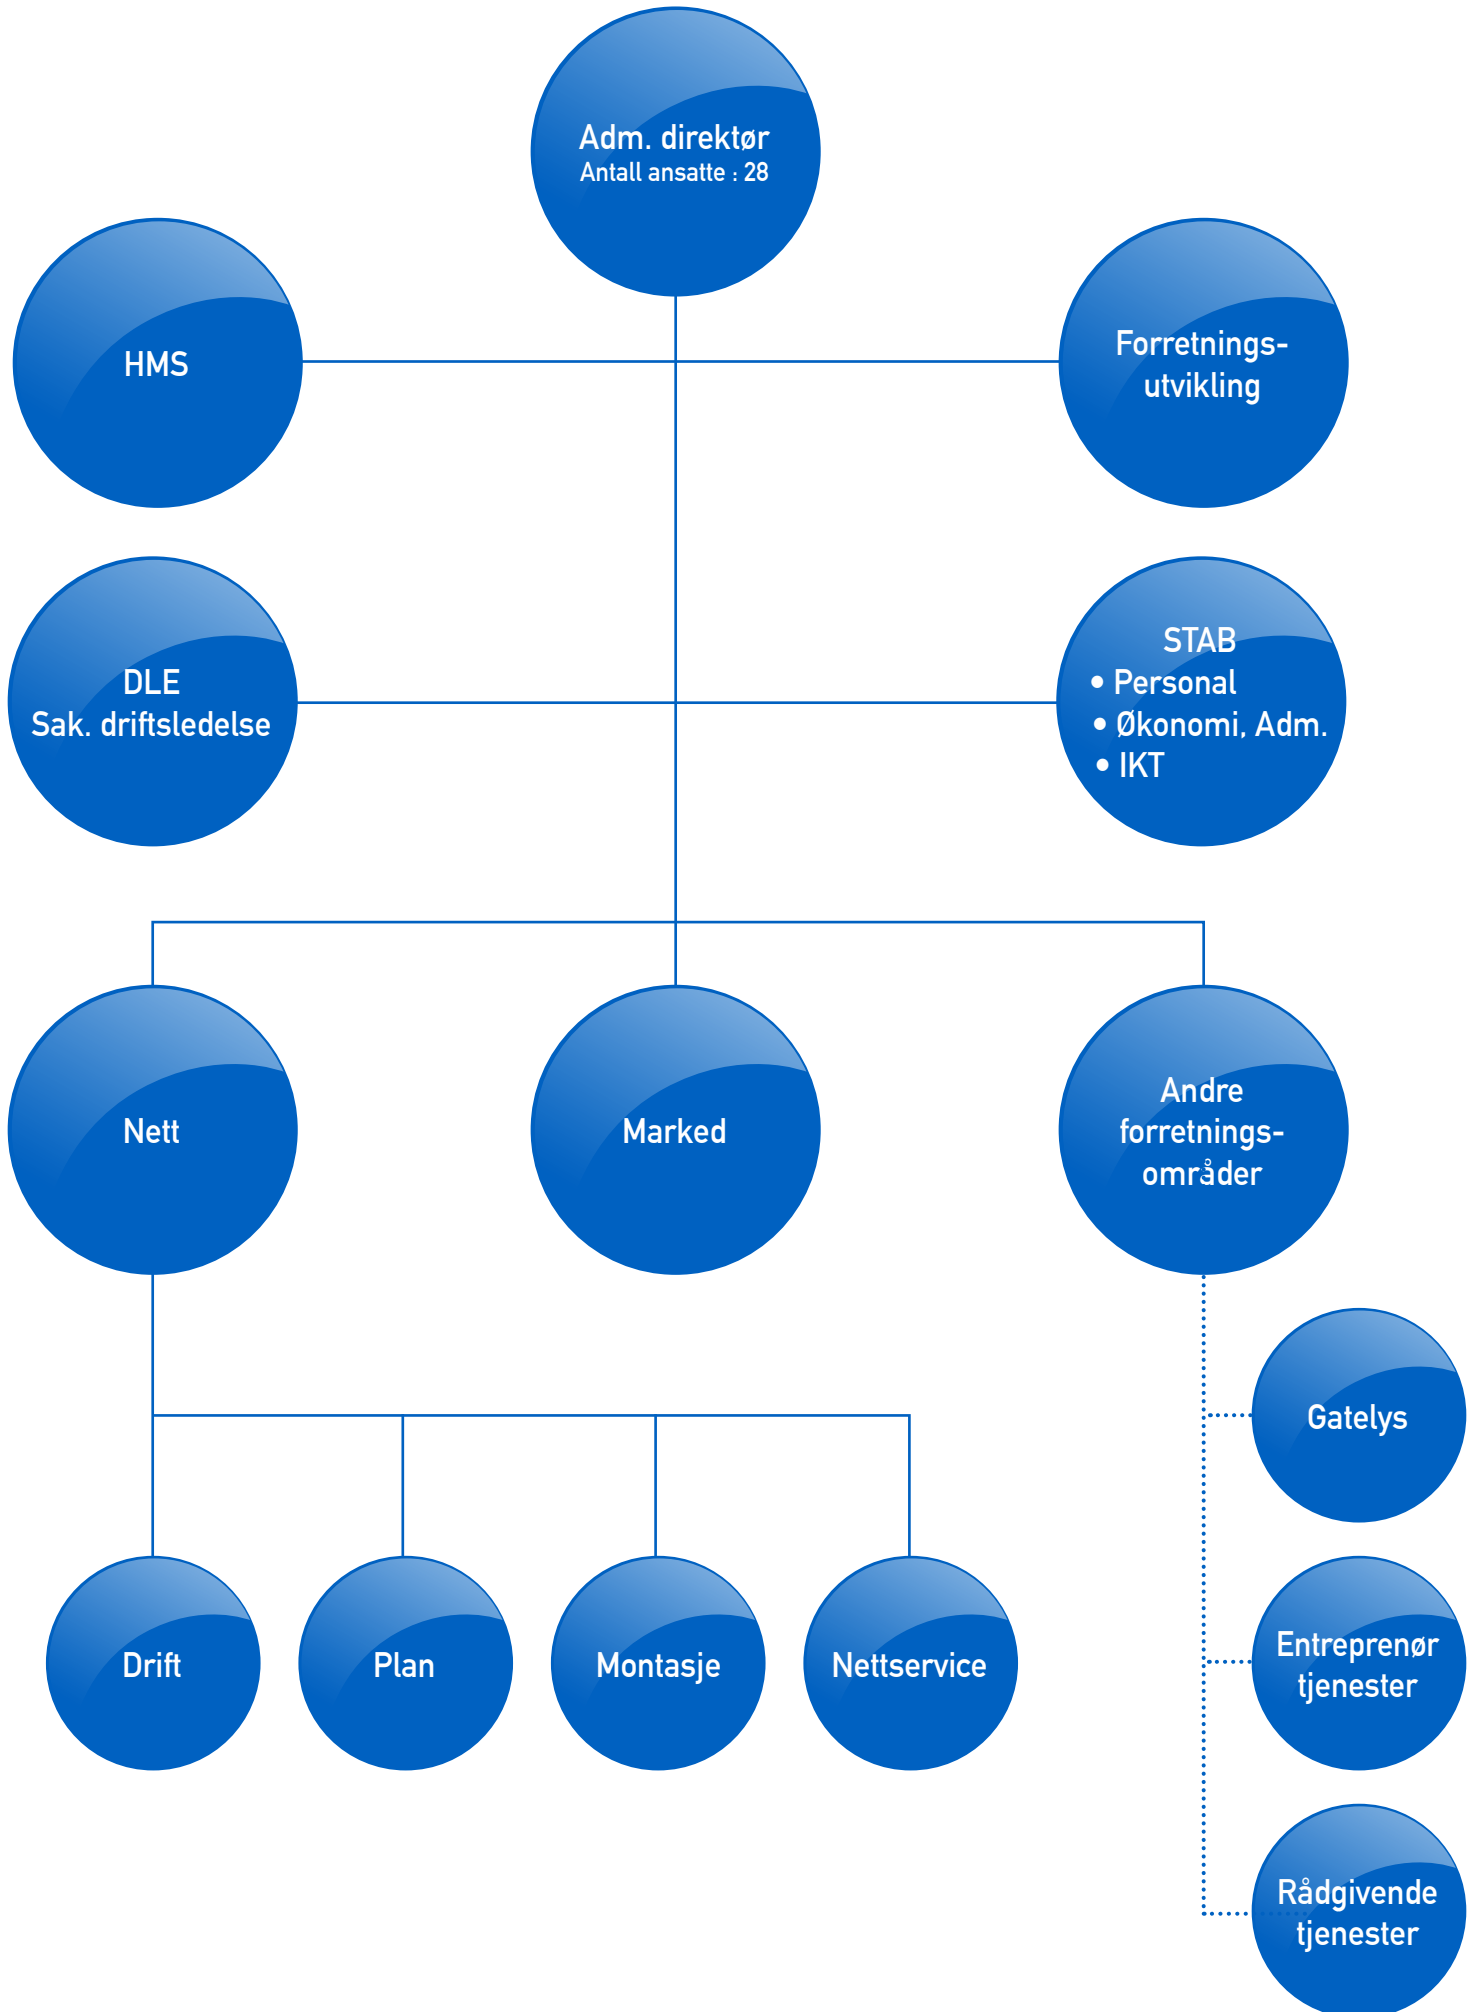 Adm. direktør
Antall ansatte : 28
HMS
Forretnings-
utvikling
DLE
Sak. driftsledelse
STAB
• Personal
• Økonomi, Adm.
• IKT
Nett
Marked
Andre
forretnings-
områder
Gatelys
Drift
Plan
Montasje
Nettservice
Entreprenør
tjenester
Rådgivende
tjenester